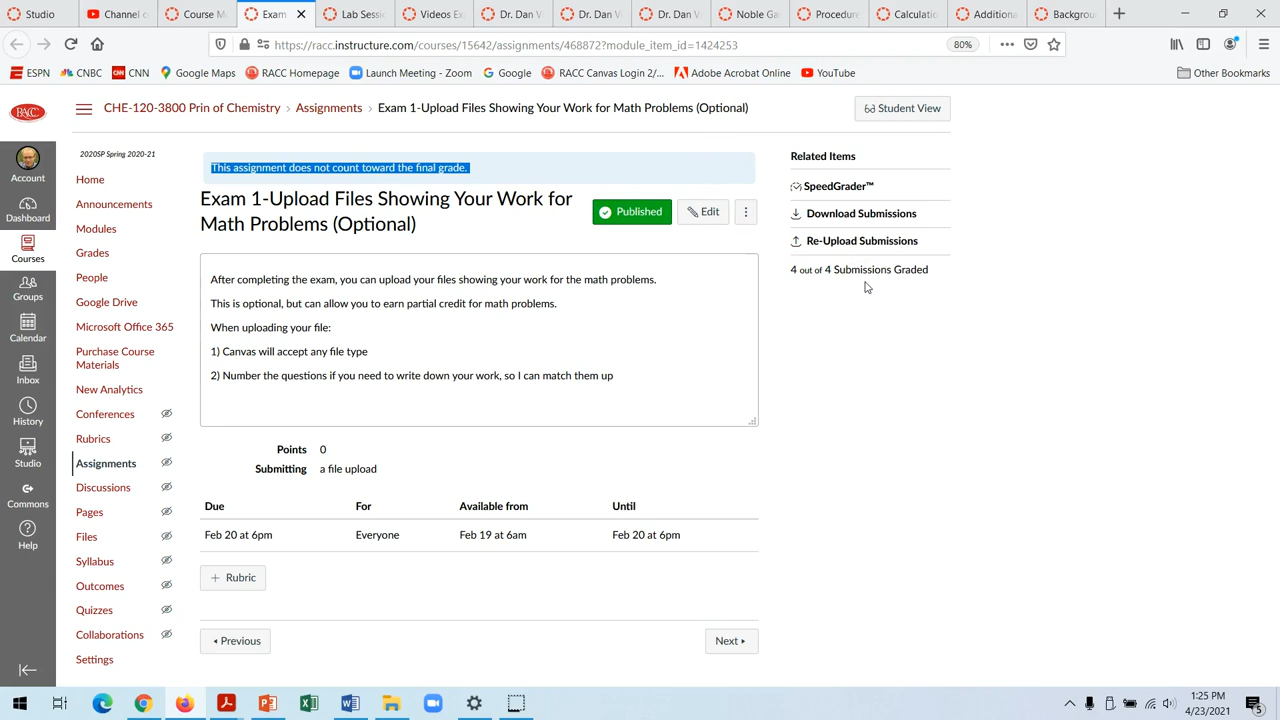 Studio
Channel c
Course M
Exam
Lab Sessi
Videos Ex
Dr. Dan V
Dr. Dan V
Dr. Dan V
Noble Ga
Procedure
Calculatio
Additiona
Backgrou
https://racc.instructure.com/courses/15642/assignments/468872?module_item_id=1424253
80%
ESPN
CNBC
CNN
Google Maps
RACC Homepage
Launch Meeting - Zoom
Google
RACC Canvas Login 2/...
Adobe Acrobat Online
YouTube
Other Bookmarks
RACC
CHE-120-3800 Prin of Chemistry › Assignments › Exam 1-Upload Files Showing Your Work for Math Problems (Optional)
Student View
Account
Dashboard
Courses
Groups
Calendar
Inbox
History
Studio
Commons
Help
2020SP Spring 2020-21
Home
Announcements
Modules
Grades
People
Google Drive
Microsoft Office 365
Purchase Course
Materials
New Analytics
Conferences
Rubrics
Assignments
Discussions
Pages
Files
Syllabus
Outcomes
Quizzes
Collaborations
Settings
This assignment does not count toward the final grade.
Exam 1-Upload Files Showing Your Work for
Math Problems (Optional)
Published
Edit
After completing the exam, you can upload your files showing your work for the math problems.
This is optional, but can allow you to earn partial credit for math problems.
When uploading your file:
1) Canvas will accept any file type
2) Number the questions if you need to write down your work, so I can match them up
Points 0
Submitting a file upload
Due For Available from Until
Feb 20 at 6pm Everyone Feb 19 at 6am Feb 20 at 6pm
+ Rubric
Previous
Next
Related Items
SpeedGrader™
Download Submissions
Re-Upload Submissions
4 out of 4 Submissions Graded
1:25 PM
4/23/2021
5